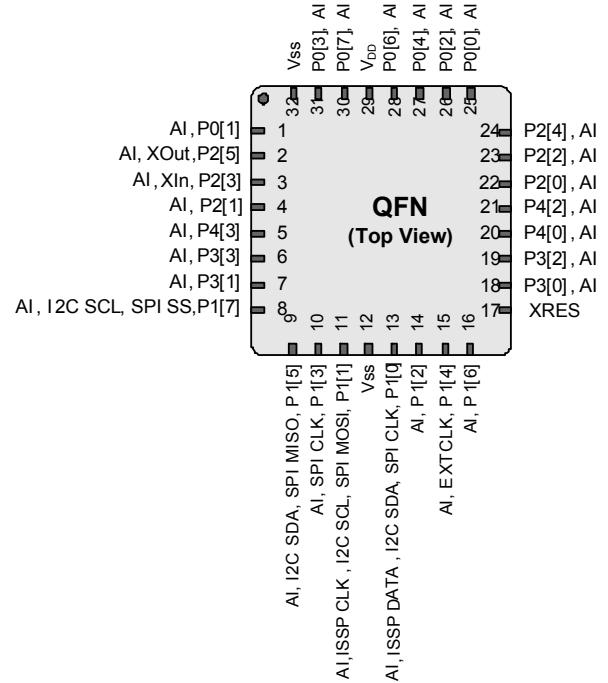 Vss
P0[3], AI
P0[7], AI
VDD
P0[6], AI
P0[4], AI
P0[2], AI
P0[0], AI
32
31
30
29
28
27
26
25
AI,P0[1]
1
AI, XOut,P2[5]
2
AI, XIn, P2[3]
3
AI, P2[1]
4
AI, P4[3]
5
AI, P3[3]
6
AI, P3[1]
7
AI, I2C SCL, SPI SS,P1[7]
8
QFN
(Top View)
24
P2[4], AI
23
P2[2], AI
22
P2[0], AI
21
P4[2], AI
20
P4[0], AI
19
P3[2], AI
18
P3[0], AI
17
XRES
9
10
11
12
13
14
15
16
AI, I2C SDA, SPI MISO, P1[5]
AI, SPI CLK, P1[3]
AI,ISSP CLK, I2C SCL, SPI MOSI, P1[1]
Vss
AI,ISSP DATA, I2C SDA, SPI CLK, P1[0]
AI, P1[2]
AI, EXTCLK, P1[4]
AI, P1[6]